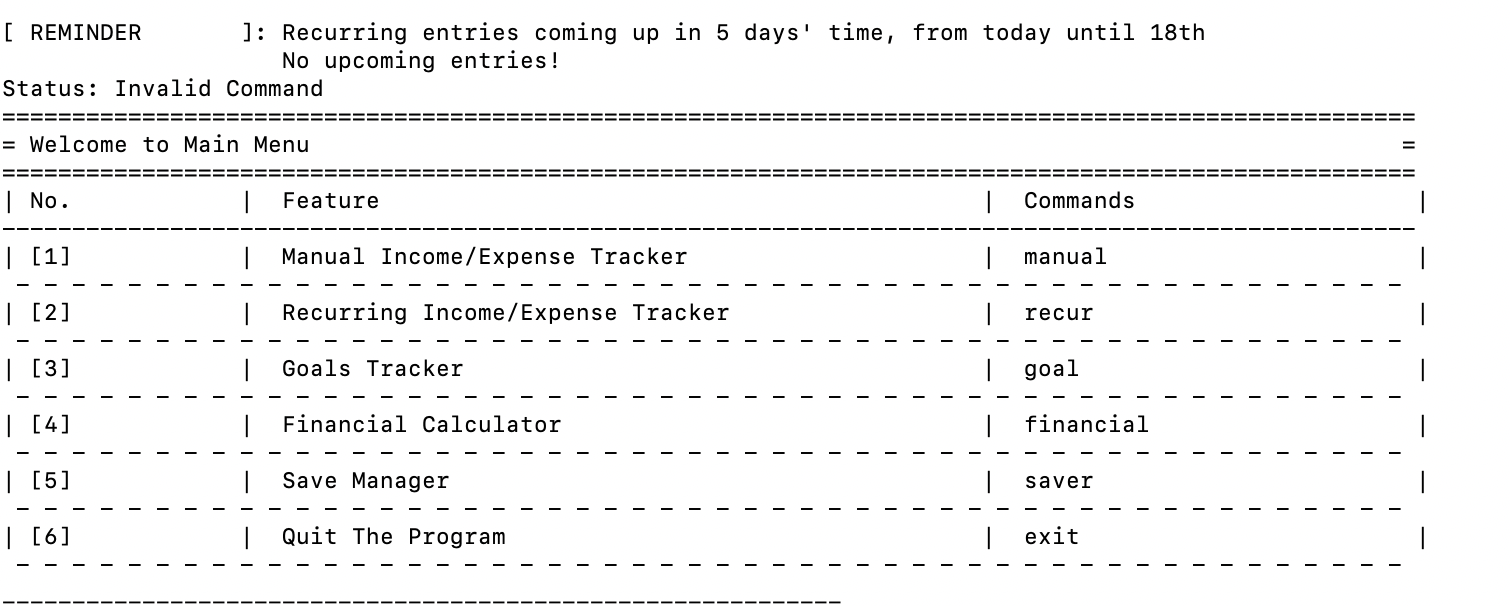 [ REMINDER       ]: Recurring entries coming up in 5 days' time, from today until 18th
                    No upcoming entries!
Status: Invalid Command
=====================================================================================================
= Welcome to Main Menu                                                                              =
=====================================================================================================
| No.            |  Feature                                           |  Commands                    |
-----------------------------------------------------------------------------------------------------
| [1]            |  Manual Income/Expense Tracker                     |  manual                      |
 - - - - - - - - - - - - - - - - - - - - - - - - - - - - - - - - - - - - - - - - - - - - - - - - - -
| [2]            |  Recurring Income/Expense Tracker                  |  recur                       |
 - - - - - - - - - - - - - - - - - - - - - - - - - - - - - - - - - - - - - - - - - - - - - - - - - -
| [3]            |  Goals Tracker                                     |  goal                        |
 - - - - - - - - - - - - - - - - - - - - - - - - - - - - - - - - - - - - - - - - - - - - - - - - - -
| [4]            |  Financial Calculator                              |  financial                   |
 - - - - - - - - - - - - - - - - - - - - - - - - - - - - - - - - - - - - - - - - - - - - - - - - - -
| [5]            |  Save Manager                                      |  saver                       |
 - - - - - - - - - - - - - - - - - - - - - - - - - - - - - - - - - - - - - - - - - - - - - - - - - -
| [6]            |  Quit The Program                                  |  exit                        |
 - - - - - - - - - - - - - - - - - - - - - - - - - - - - - - - - - - - - - - - - - - - - - - - - - -
____________________________________________________________